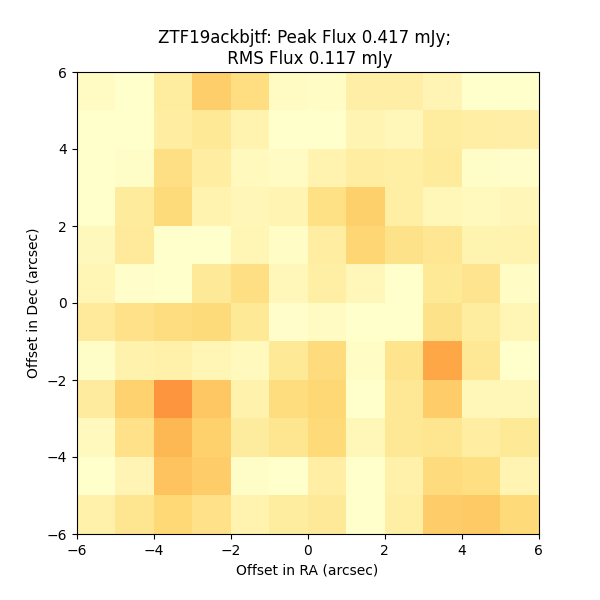 ZTF19ackbjtf: Peak Flux 0.417 mJy;
RMS Flux 0.117 mJy
6
4
2
0
−2
−4
−6
Offset in Dec (arcsec)
−6 −4 −2 0 2 4 6
Offset in RA (arcsec)